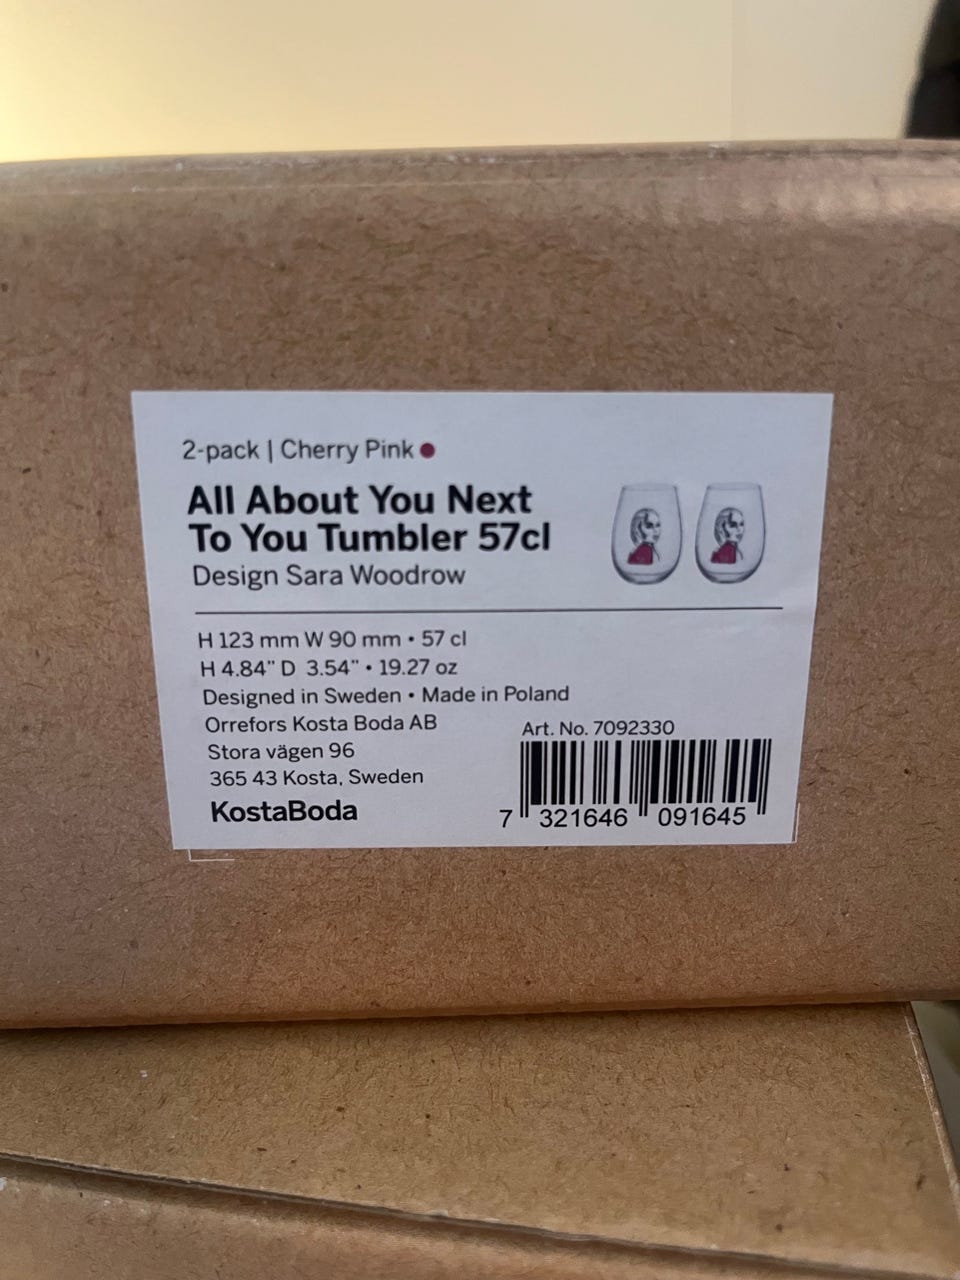 2-pack | Cherry Pink
All About You Next
To You Tumbler 57cl
Design Sara Woodrow
H 123 mm W 90 mm • 57 cl
H 4.84" D 3.54" • 19.27 oz
Designed in Sweden • Made in Poland
Orrefors Kosta Boda AB
Stora vägen 96
365 43 Kosta, Sweden
KostaBoda
Art. No. 7092330
7 321646 091645